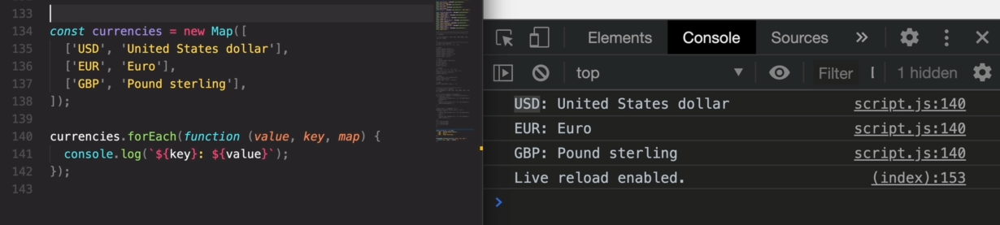 133
134 const currencies = new Map([
135 ['USD', 'United States dollar'],
136 ['EUR', 'Euro'],
137 ['GBP', 'Pound sterling'],
138 ]);
139
140 currencies.forEach(function (value, key, map) {
141 console.log(`${key}: ${value}`);
142 });
143
Elements Console Sources »
top Filter 1 hidden
USD: United States dollar script.js:140
EUR: Euro script.js:140
GBP: Pound sterling script.js:140
Live reload enabled. (index):153
>